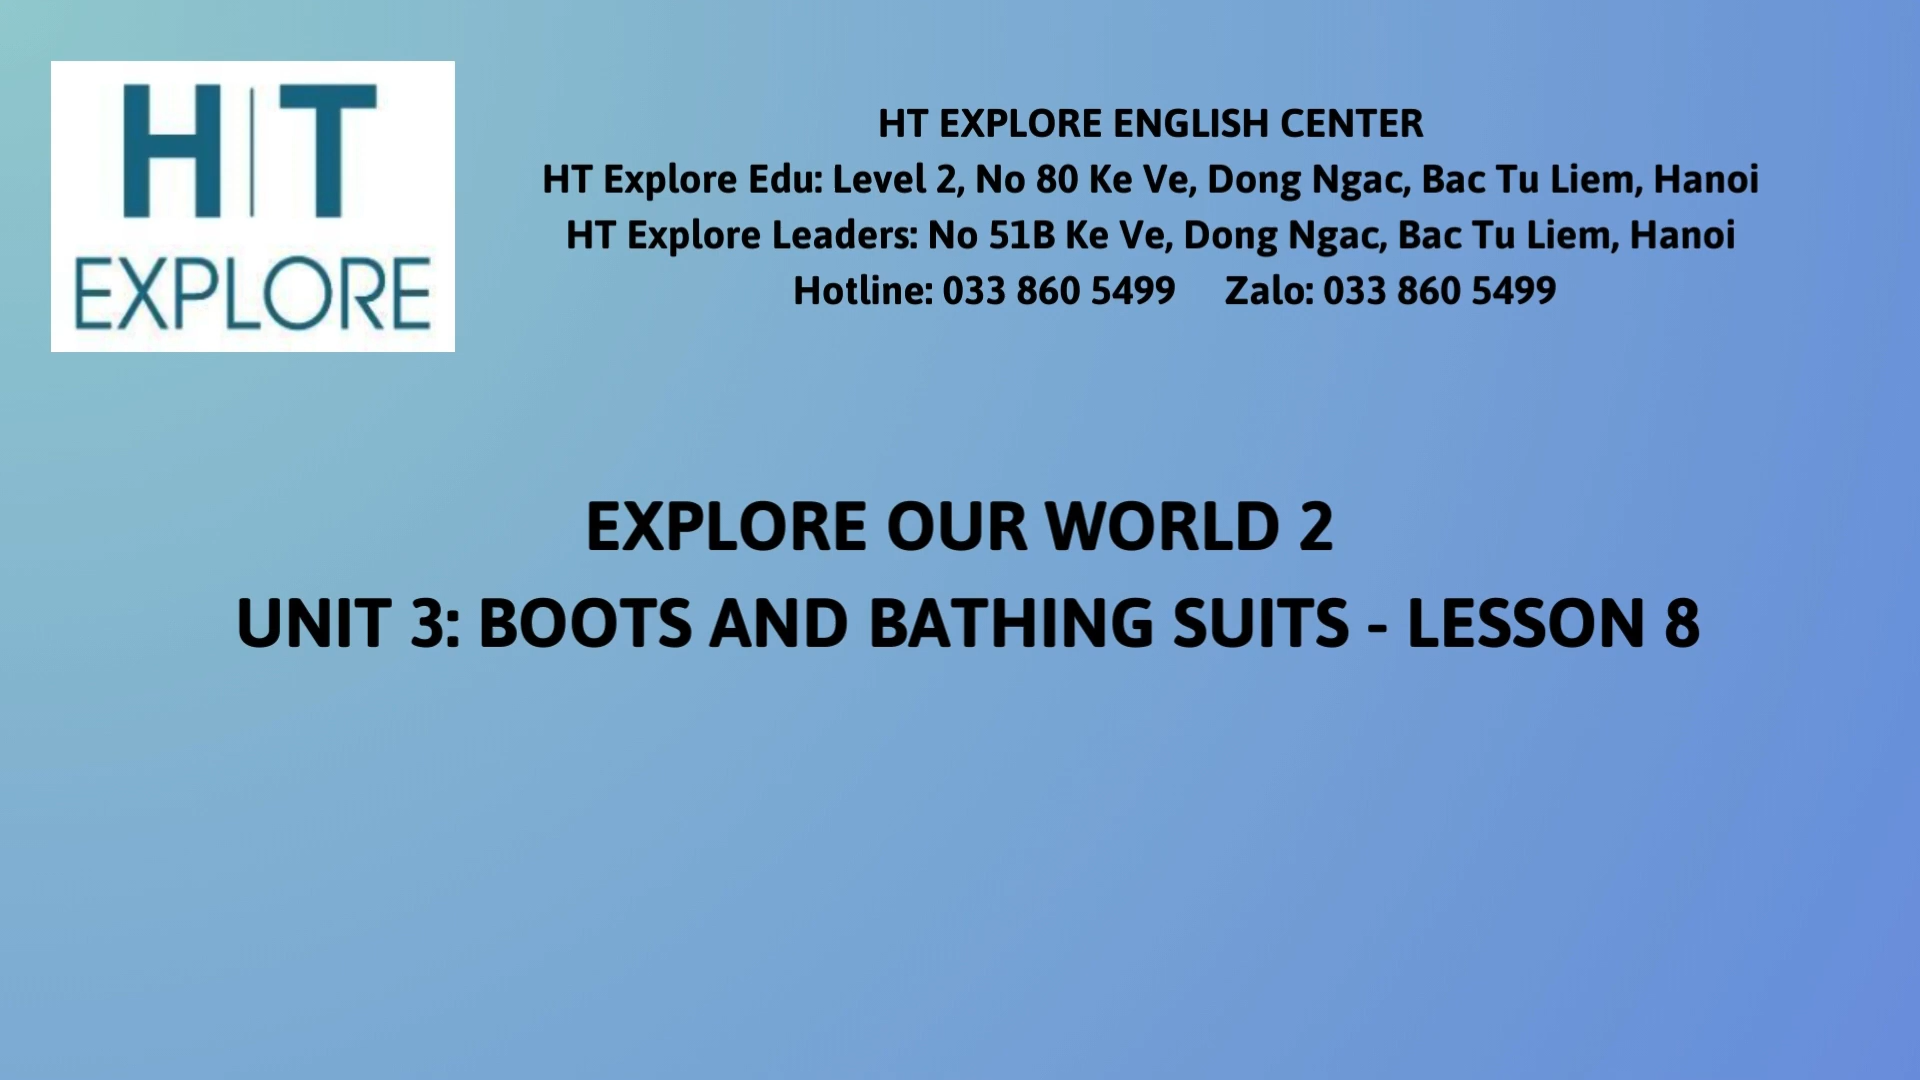 H|T
EXPLORE
HT EXPLORE ENGLISH CENTER
HT Explore Edu: Level 2, No 80 Ke Ve, Dong Ngac, Bac Tu Liem, Hanoi
HT Explore Leaders: No 51B Ke Ve, Dong Ngac, Bac Tu Liem, Hanoi
Hotline: 033 860 5499 Zalo: 033 860 5499
EXPLORE OUR WORLD 2
UNIT 3: BOOTS AND BATHING SUITS - LESSON 8